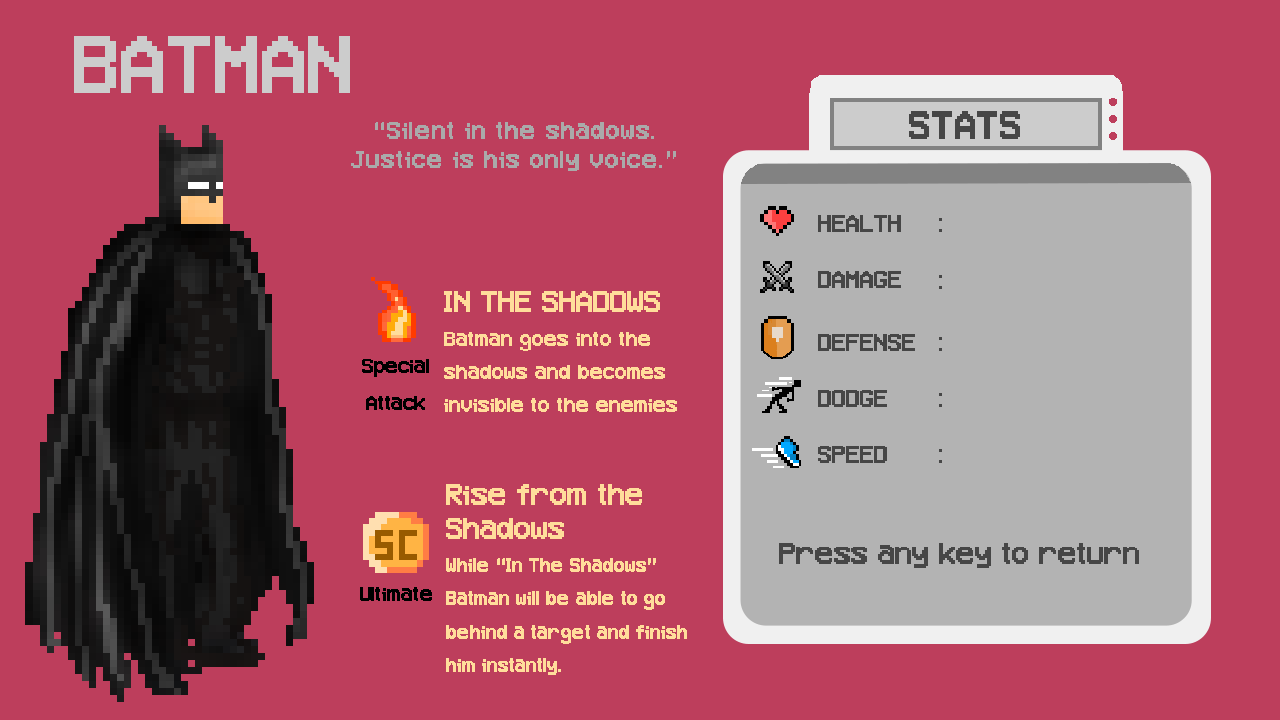 BATMAN
"Silent in the shadows.
Justice is his only voice."
IN THE SHADOWS
Batman goes into the
shadows and becomes
invisible to the enemies
Special
Attack
Rise from the
Shadows
While "In The Shadows"
Batman will be able to go
behind a target and finish
him instantly.
SC
Ultimate
STATS
HEALTH :
DAMAGE :
DEFENSE :
DODGE :
SPEED :
Press any key to return